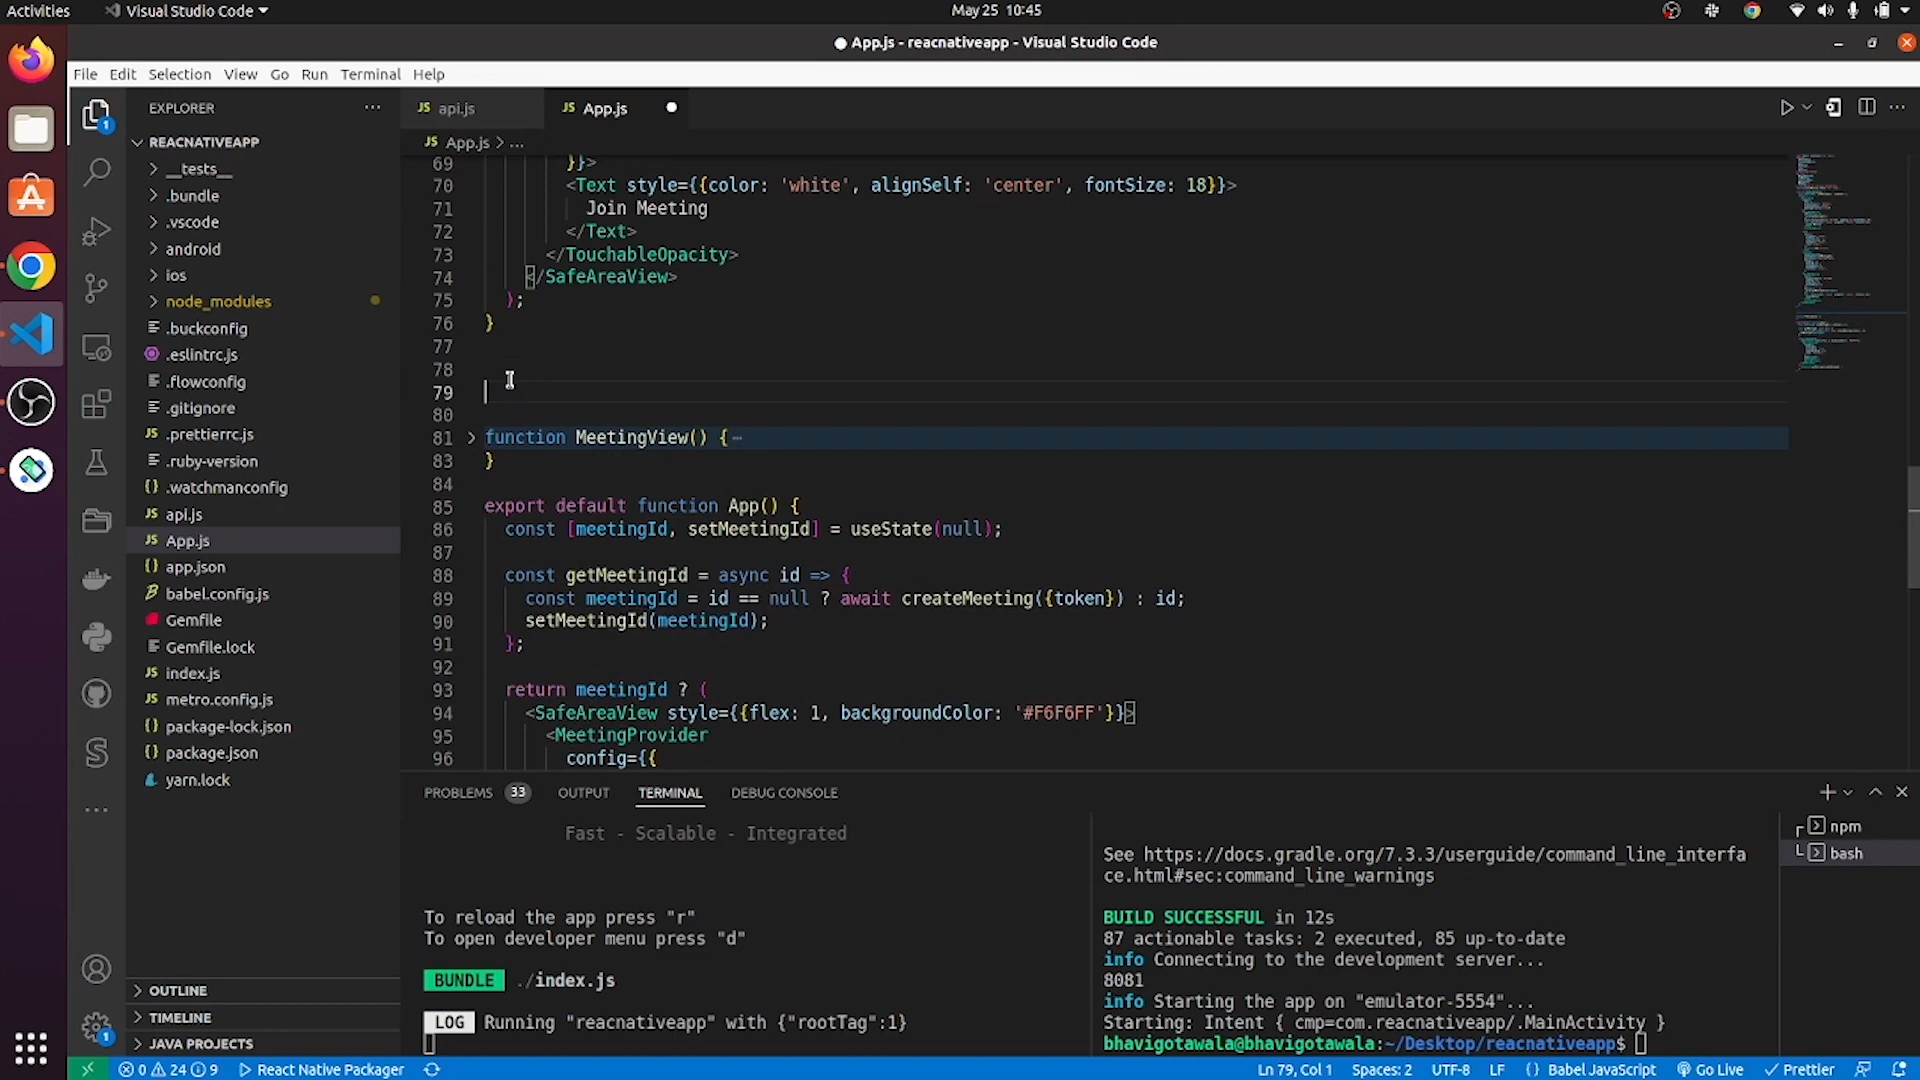 Activities
Visual Studio Code
May 25 10:45
● App.js - reacnativeapp - Visual Studio Code
File Edit Selection View Go Run Terminal Help
EXPLORER
REACNATIVEAPP
__tests__
.bundle
.vscode
android
ios
node_modules
.buckconfig
.eslintrc.js
.flowconfig
.gitignore
JS .prettierrc.js
.ruby-version
{} .watchmanconfig
JS api.js
JS App.js
{} app.json
babel.config.js
Gemfile
Gemfile.lock
JS index.js
JS metro.config.js
{} package-lock.json
{} package.json
yarn.lock
OUTLINE
TIMELINE
JAVA PROJECTS
JS api.js
JS App.js
JS App.js > ...
69 }}>
70 <Text style={{color: 'white', alignSelf: 'center', fontSize: 18}}>
71 Join Meeting
72 </Text>
73 </TouchableOpacity>
74 </SafeAreaView>
75 );
76 }
77
78
79
80
81 function MeetingView() {⋯
83 }
84
85 export default function App() {
86 const [meetingId, setMeetingId] = useState(null);
87
88 const getMeetingId = async id => {
89 const meetingId = id == null ? await createMeeting({token}) : id;
90 setMeetingId(meetingId);
91 };
92
93 return meetingId ? (
94 <SafeAreaView style={{flex: 1, backgroundColor: '#F6F6FF'}}>
95 <MeetingProvider
96 config={{
PROBLEMS 33 OUTPUT TERMINAL DEBUG CONSOLE
Fast - Scalable - Integrated
To reload the app press "r"
To open developer menu press "d"
BUNDLE ./index.js
LOG Running "reacnativeapp" with {"rootTag":1}
See https://docs.gradle.org/7.3.3/userguide/command_line_interfa
ce.html#sec:command_line_warnings
BUILD SUCCESSFUL in 12s
87 actionable tasks: 2 executed, 85 up-to-date
info Connecting to the development server...
8081
info Starting the app on "emulator-5554"...
Starting: Intent { cmp=com.reacnativeapp/.MainActivity }
bhavigotawala@bhavigotawala:~/Desktop/reacnativeapp$
npm
bash
1
1
0 24 9 React Native Packager
Ln 79, Col 1 Spaces: 2 UTF-8 LF {} Babel JavaScript Go Live Prettier